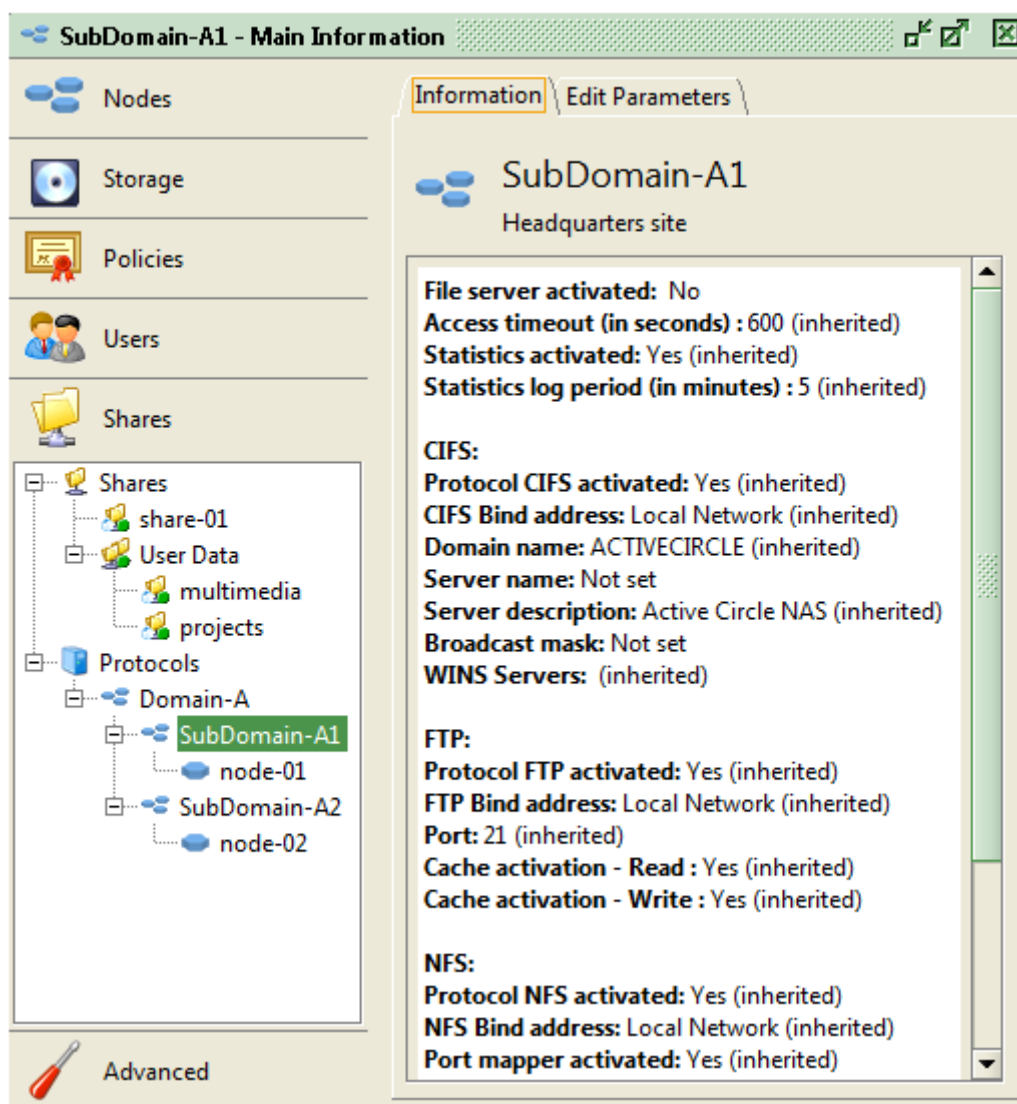 SubDomain-A1 - Main Information
Nodes
Storage
Policies
Users
Shares
Shares
share-01
User Data
multimedia
projects
Protocols
Domain-A
SubDomain-A1
node-01
SubDomain-A2
node-02
Advanced
Information
Edit Parameters
SubDomain-A1
Headquarters site
File server activated: No
Access timeout (in seconds) : 600 (inherited)
Statistics activated: Yes (inherited)
Statistics log period (in minutes) : 5 (inherited)
CIFS:
Protocol CIFS activated: Yes (inherited)
CIFS Bind address: Local Network (inherited)
Domain name: ACTIVECIRCLE (inherited)
Server name: Not set
Server description: Active Circle NAS (inherited)
Broadcast mask: Not set
WINS Servers: (inherited)
FTP:
Protocol FTP activated: Yes (inherited)
FTP Bind address: Local Network (inherited)
Port: 21 (inherited)
Cache activation - Read : Yes (inherited)
Cache activation - Write : Yes (inherited)
NFS:
Protocol NFS activated: Yes (inherited)
NFS Bind address: Local Network (inherited)
Port mapper activated: Yes (inherited)